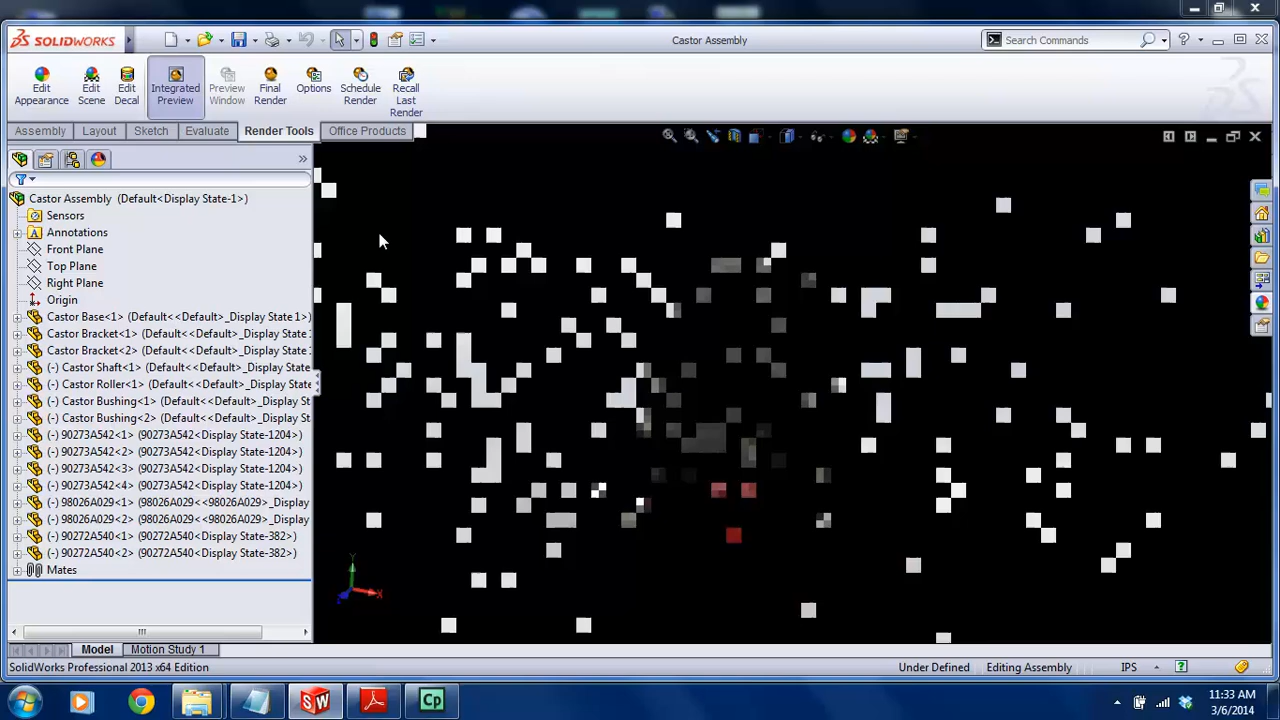 SOLIDWORKS
Castor Assembly
Search Commands
Edit Appearance
Edit Scene
Edit Decal
Integrated Preview
Preview Window
Final Render
Options
Schedule Render
Recall Last Render
Assembly Layout Sketch Evaluate Render Tools Office Products
Castor Assembly (Default<Display State-1>)
Sensors
Annotations
Front Plane
Top Plane
Right Plane
Origin
Castor Base<1> (Default<<Default>_Display State 1>)
Castor Bracket<1> (Default<<Default>_Display State 1
Castor Bracket<2> (Default<<Default>_Display State 1
(-) Castor Shaft<1> (Default<<Default>_Display State
(-) Castor Roller<1> (Default<<Default>_Display State
(-) Castor Bushing<1> (Default<<Default>_Display St
(-) Castor Bushing<2> (Default<<Default>_Display St
(-) 90273A542<1> (90273A542<Display State-1204>)
(-) 90273A542<2> (90273A542<Display State-1204>)
(-) 90273A542<3> (90273A542<Display State-1204>)
(-) 90273A542<4> (90273A542<Display State-1204>)
(-) 98026A029<1> (98026A029<<98026A029>_Display
(-) 98026A029<2> (98026A029<<98026A029>_Display
(-) 90272A540<1> (90272A540<Display State-382>)
(-) 90272A540<2> (90272A540<Display State-382>)
Mates
Y
X
Model Motion Study 1
SolidWorks Professional 2013 x64 Edition
Under Defined Editing Assembly IPS
SW
Cp
11:33 AM
3/6/2014